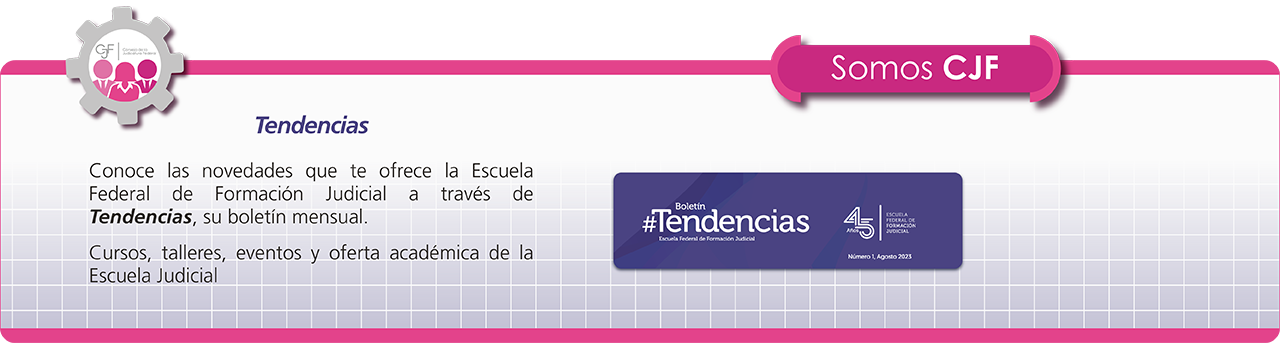 CJF
Consejo de la
Judicatura Federal
Somos CJF
Tendencias
Conoce las novedades que te ofrece la Escuela
Federal de Formación Judicial a través de
Tendencias, su boletín mensual.
Cursos, talleres, eventos y oferta académica de la
Escuela Judicial
Boletín
#Tendencias
Escuela Federal de Formación Judicial
45
Años
ESCUELA
FEDERAL DE
FORMACIÓN
JUDICIAL
Número 1, Agosto 2023